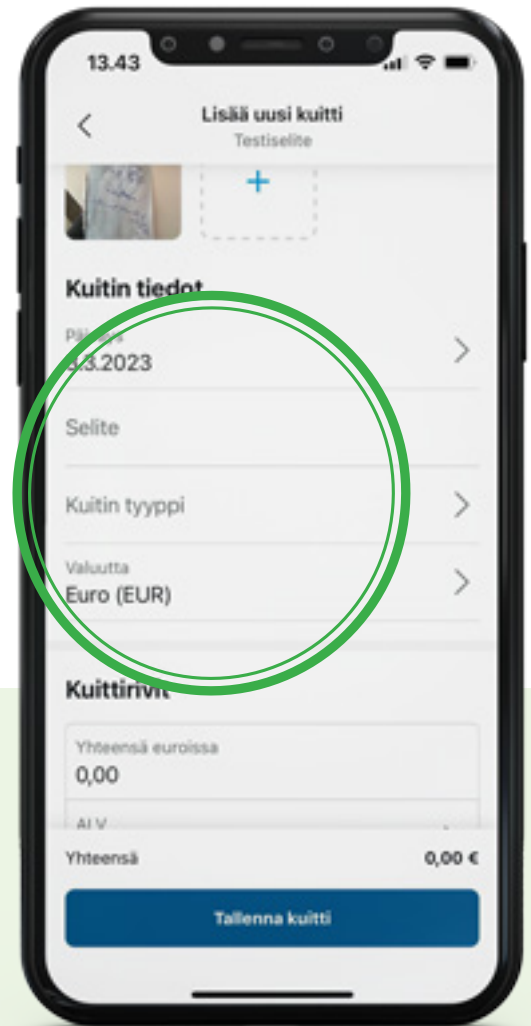 13.43
Lisää uusi kuitti
Testiselite
+
Kuitin tiedot
3.3.2023
Selite
Kuitin tyyppi
Valuutta
Euro (EUR)
Kuittirivit
Yhteensä euroissa
0,00
ALV
Yhteensä 0,00 €
Tallenna kuitti